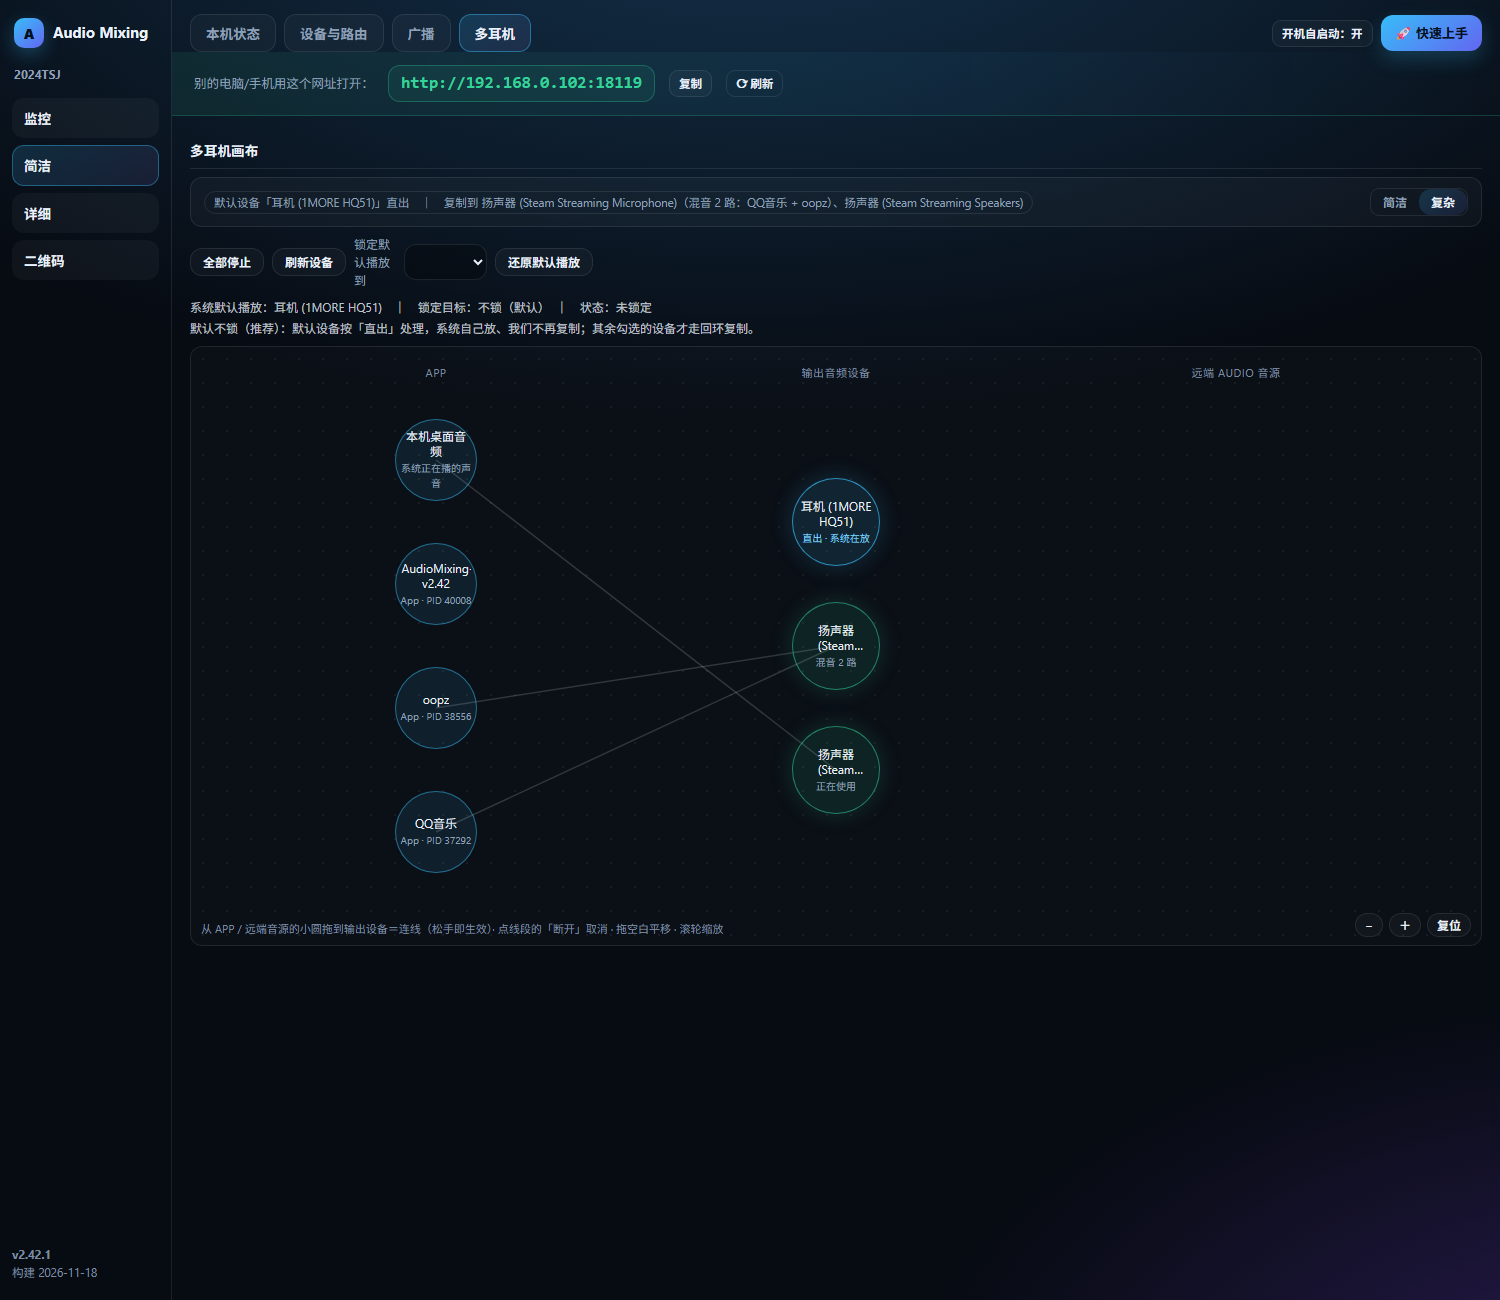 A Audio Mixing
2024TSJ
监控
简洁
详细
二维码
v2.42.1
构建 2026-11-18
本机状态 设备与路由 广播 多耳机 开机自启动：开 快速上手
别的电脑/手机用这个网址打开： http://192.168.0.102:18119 复制 ⟳ 刷新
多耳机画布
默认设备「耳机 (1MORE HQ51)」直出 | 复制到 扬声器 (Steam Streaming Microphone)（混音 2 路：QQ音乐 + oopz）、扬声器 (Steam Streaming Speakers) 简洁 复杂
全部停止 刷新设备
锁定默
认播放
到
还原默认播放
系统默认播放：耳机 (1MORE HQ51) | 锁定目标：不锁（默认） | 状态：未锁定
默认不锁（推荐）：默认设备按「直出」处理，系统自己放、我们不再复制；其余勾选的设备才走回环复制。
APP 输出音频设备 远端 AUDIO 音源
本机桌面音
频
系统正在播的声
音
AudioMixing-
v2.42
App · PID 40008
oopz
App · PID 38556
QQ音乐
App · PID 37292
耳机 (1MORE
HQ51)
直出 · 系统在放
扬声器
(Steam...
混音 2 路
扬声器
(Steam...
正在使用
从 APP / 远端音源的小圆拖到输出设备＝连线（松手即生效）· 点线段的「断开」取消 · 拖空白平移 · 滚轮缩放
− + 复位